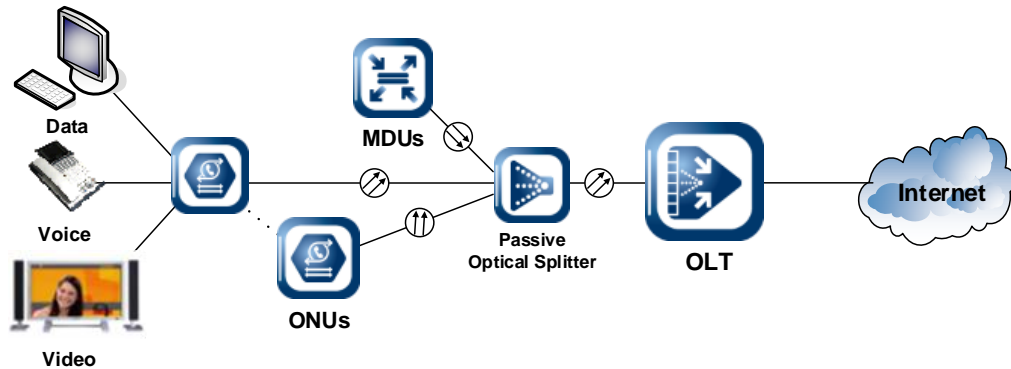 Data
Voice
Video
MDUs
ONUs
Passive
Optical Splitter
OLT
Internet